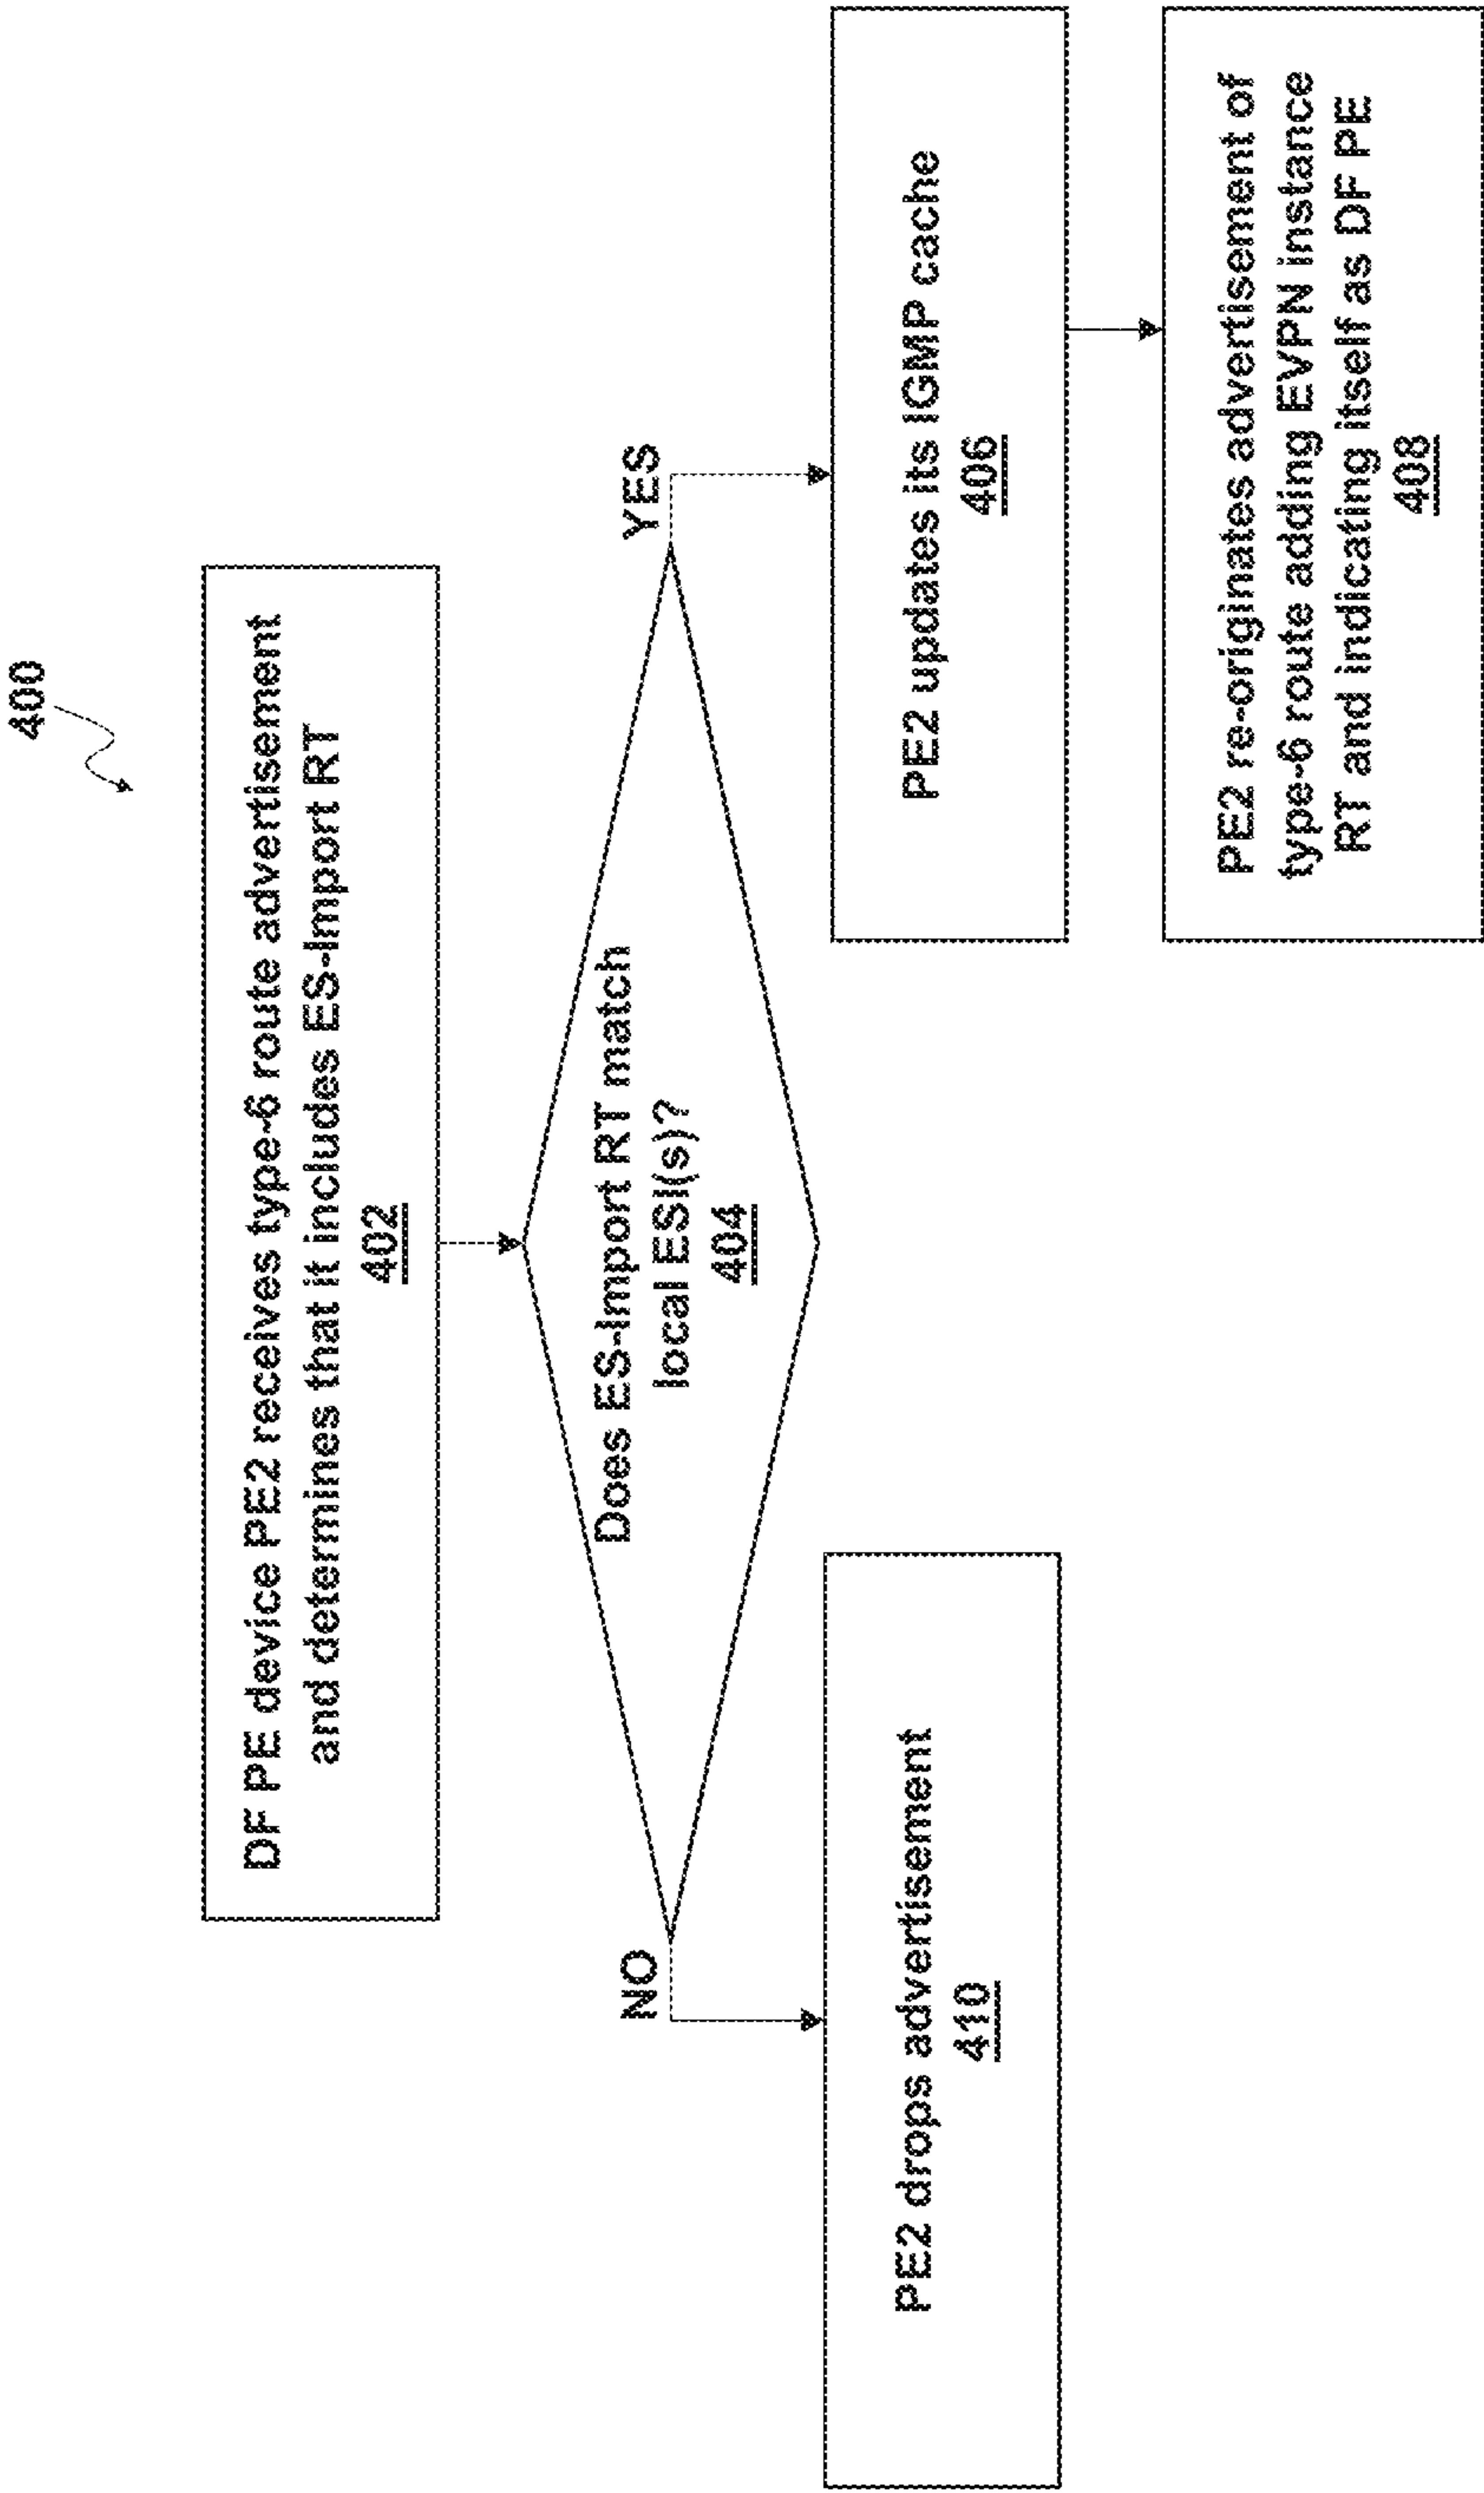 400
DF PE device PE2 receives type-6 route advertisement
and determines that it includes ES-Import RT
402
Does ES-Import RT match
local ESI(s)?
404
NO
YES
PE2 drops advertisement
410
PE2 updates its IGMP cache
406
PE2 re-originates advertisement of
type-6 route adding EVPN instance
RT and indicating itself as DF PE
408